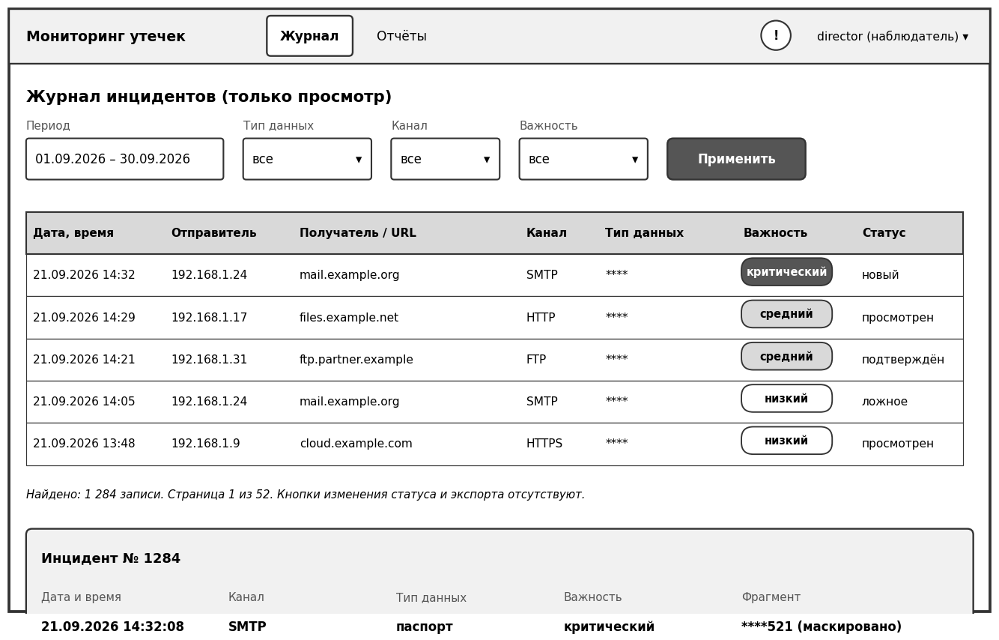 Мониторинг утечек Журнал Отчёты ! director (наблюдатель) ▾
Журнал инцидентов (только просмотр)
Период Тип данных Канал Важность
01.09.2026 – 30.09.2026 все ▾ все ▾ все ▾ Применить
Дата, время Отправитель Получатель / URL Канал Тип данных Важность Статус
21.09.2026 14:32 192.168.1.24 mail.example.org SMTP **** критический новый
21.09.2026 14:29 192.168.1.17 files.example.net HTTP **** средний просмотрен
21.09.2026 14:21 192.168.1.31 ftp.partner.example FTP **** средний подтверждён
21.09.2026 14:05 192.168.1.24 mail.example.org SMTP **** низкий ложное
21.09.2026 13:48 192.168.1.9 cloud.example.com HTTPS **** низкий просмотрен
Найдено: 1 284 записи. Страница 1 из 52. Кнопки изменения статуса и экспорта отсутствуют.
Инцидент № 1284
Дата и время Канал Тип данных Важность Фрагмент
21.09.2026 14:32:08 SMTP паспорт критический ****521 (маскировано)